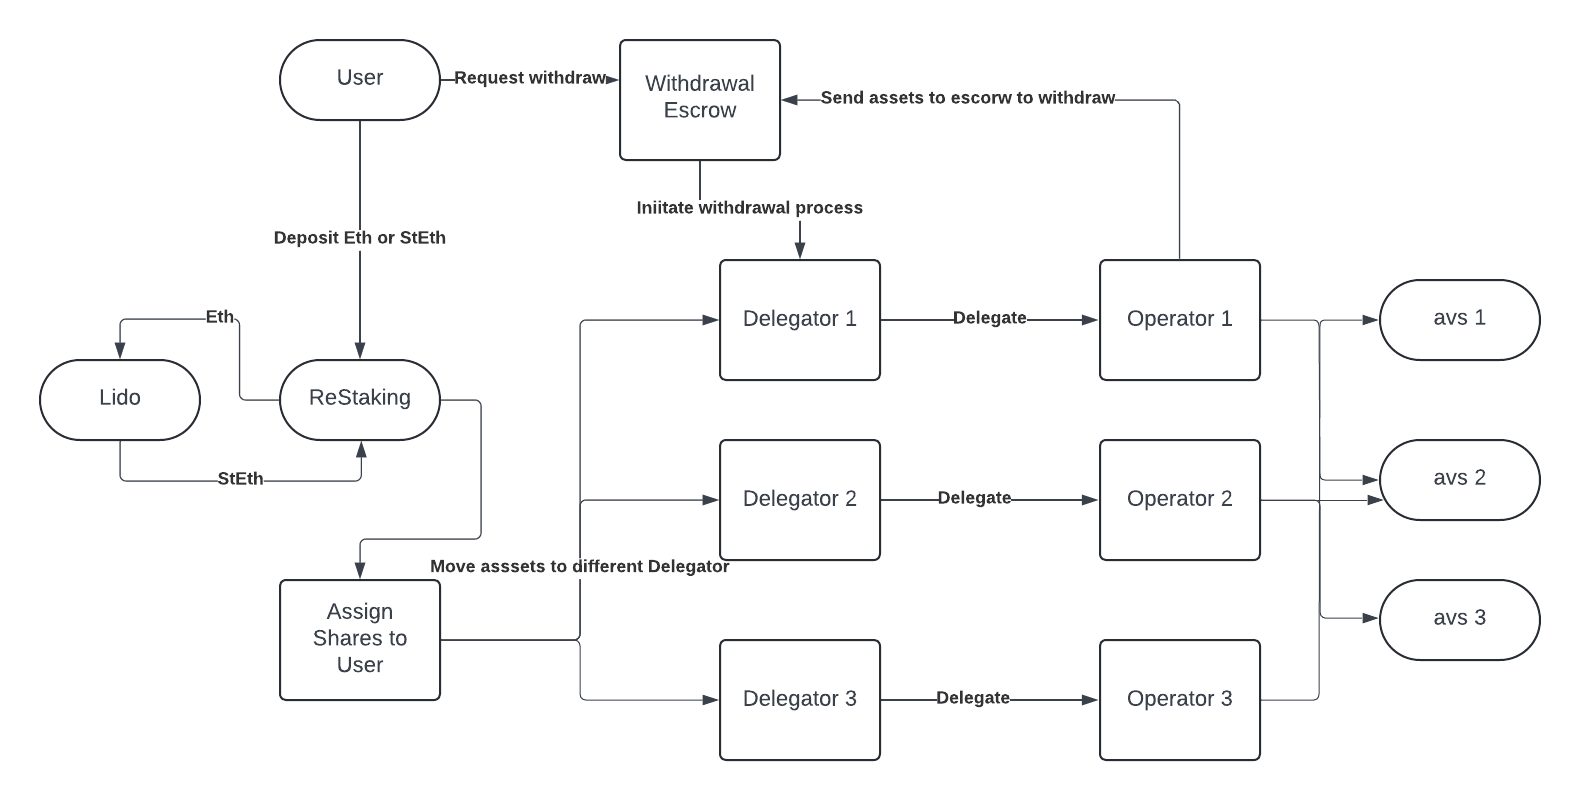 User
Request withdraw
Withdrawal
Escrow
Send assets to escorw to withdraw
Iniitate withdrawal process
Deposit Eth or StEth
Eth
Delegator 1
Delegate
Operator 1
avs 1
Lido
ReStaking
StEth
Delegator 2
Delegate
Operator 2
avs 2
Move asssets to different Delegator
Assign
Shares to
User
avs 3
Delegator 3
Delegate
Operator 3